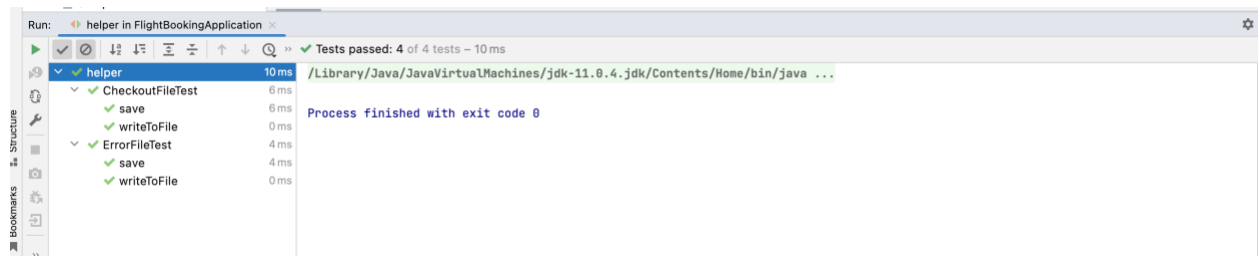 Run: helper in FlightBookingApplication ×
» Tests passed: 4 of 4 tests – 10 ms
helper 10 ms
/Library/Java/JavaVirtualMachines/jdk-11.0.4.jdk/Contents/Home/bin/java ...
CheckoutFileTest 6 ms
save 6 ms
Process finished with exit code 0
writeToFile 0 ms
ErrorFileTest 4 ms
save 4 ms
writeToFile 0 ms
Structure
Bookmarks
»